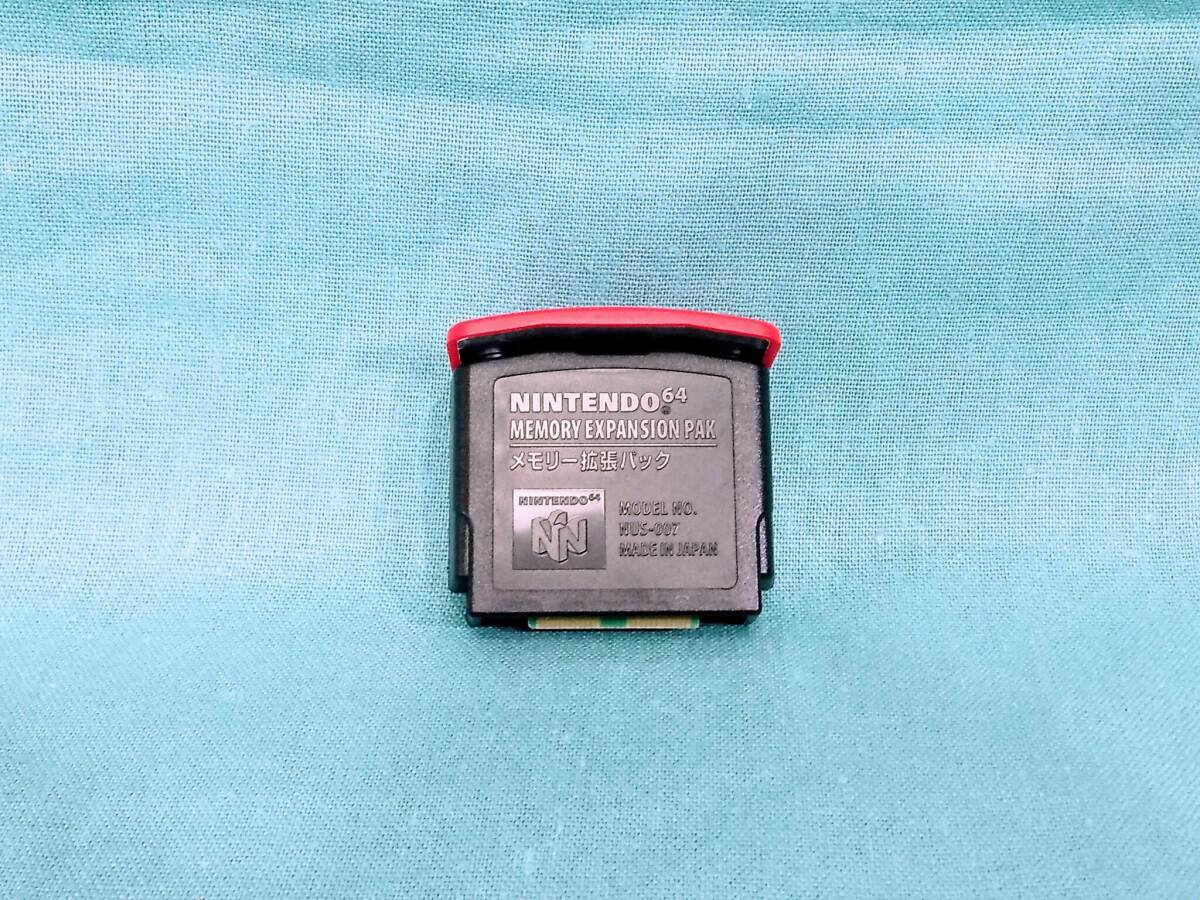 NINTENDO64
MEMORY EXPANSION PAK
メモリー拡張パック
NINTENDO64
MODEL NO.
NUS-007
MADE IN JAPAN